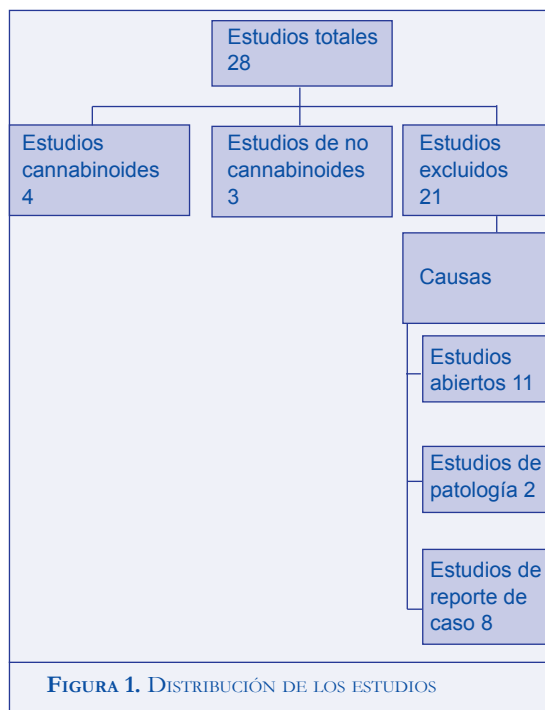 Estudios totales
28
Estudios
cannabinoides
4
Estudios de no
cannabinoides
3
Estudios
excluidos
21
Causas
Estudios
abiertos 11
Estudios de
patología 2
Estudios de
reporte de
caso 8
FIGURA 1. DISTRIBUCIÓN DE LOS ESTUDIOS